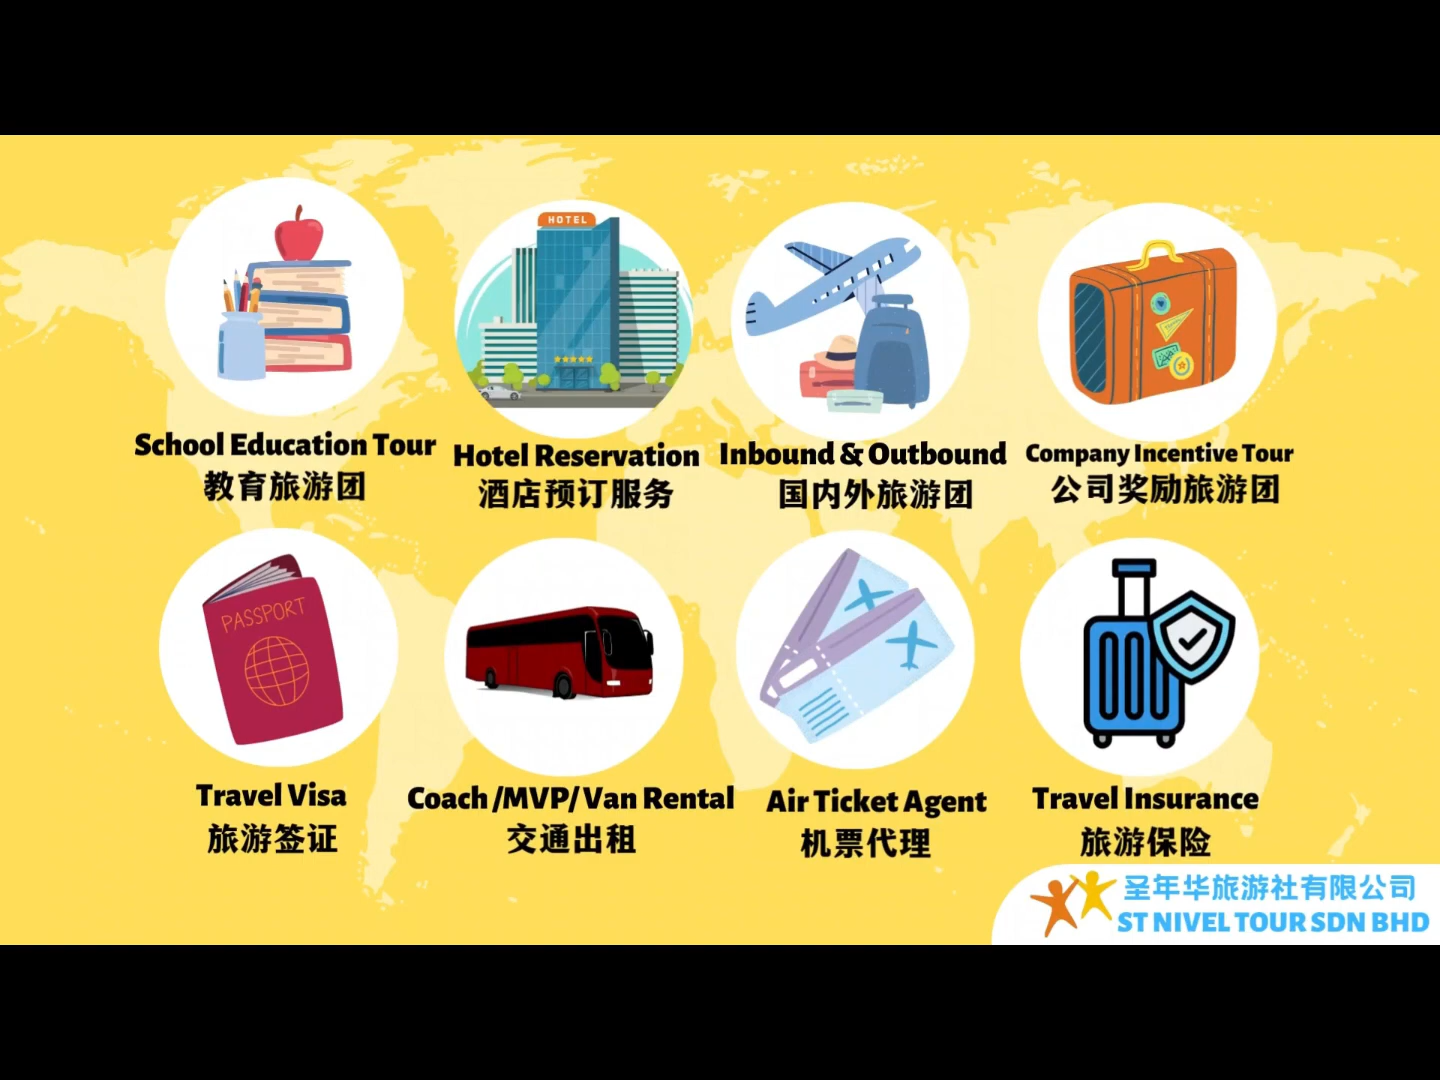 HOTEL
School Education Tour
教育旅游团
Hotel Reservation
酒店预订服务
Inbound & Outbound
国内外旅游团
Company Incentive Tour
公司奖励旅游团
PASSPORT
Travel Visa
旅游签证
Coach /MVP/ Van Rental
交通出租
Air Ticket Agent
机票代理
Travel Insurance
旅游保险
圣年华旅游社有限公司
ST NIVEL TOUR SDN BHD